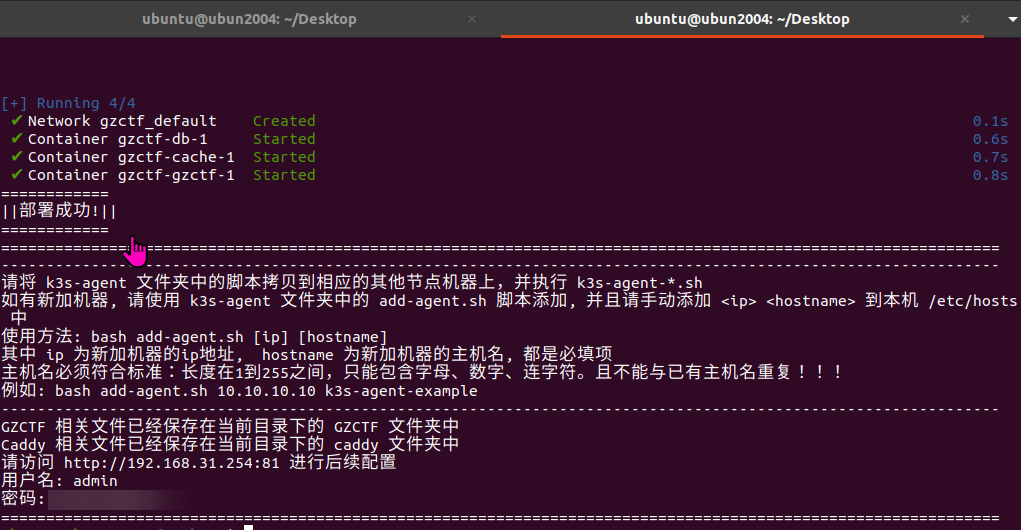 ubuntu@ubun2004: ~/Desktop
ubuntu@ubun2004: ~/Desktop
[+] Running 4/4
✔ Network gzctf_default Created 0.1s
✔ Container gzctf-db-1 Started 0.6s
✔ Container gzctf-cache-1 Started 0.7s
✔ Container gzctf-gzctf-1 Started 0.8s
============
||部署成功!||
============
===============================================================================================================
---------------------------------------------------------------------------------------------------------------
请将 k3s-agent 文件夹中的脚本拷贝到相应的其他节点机器上，并执行 k3s-agent-*.sh
如有新加机器, 请使用 k3s-agent 文件夹中的 add-agent.sh 脚本添加, 并且请手动添加 <ip> <hostname> 到本机 /etc/hosts
中
使用方法: bash add-agent.sh [ip] [hostname]
其中 ip 为新加机器的ip地址， hostname 为新加机器的主机名, 都是必填项
主机名必须符合标准：长度在1到255之间，只能包含字母、数字、连字符。且不能与已有主机名重复！！！
例如: bash add-agent.sh 10.10.10.10 k3s-agent-example
---------------------------------------------------------------------------------------------------------------
GZCTF 相关文件已经保存在当前目录下的 GZCTF 文件夹中
Caddy 相关文件已经保存在当前目录下的 caddy 文件夹中
请访问 http://192.168.31.254:81 进行后续配置
用户名: admin
密码:
===============================================================================================================